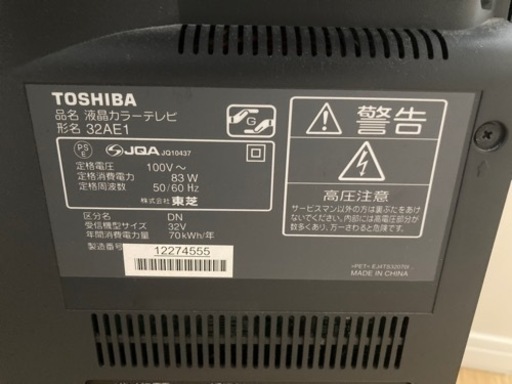 TOSHIBA
品名 液晶カラーテレビ
形名 32AE1
G
PS
E
JQA JQ10437
定格電圧 100V～
定格消費電力 83 W
定格周波数 50/60 Hz
株式会社 東芝
区分名 DN
受信機型サイズ 32V
年間消費電力量 70kWh/年
製造番号 12274555
警告
高圧注意
サービスマン以外の方は裏ぶたをあけ
ないでください。内部には高電圧部分が
数多くあり、万一さわると危険です。
MADE IN CHINA